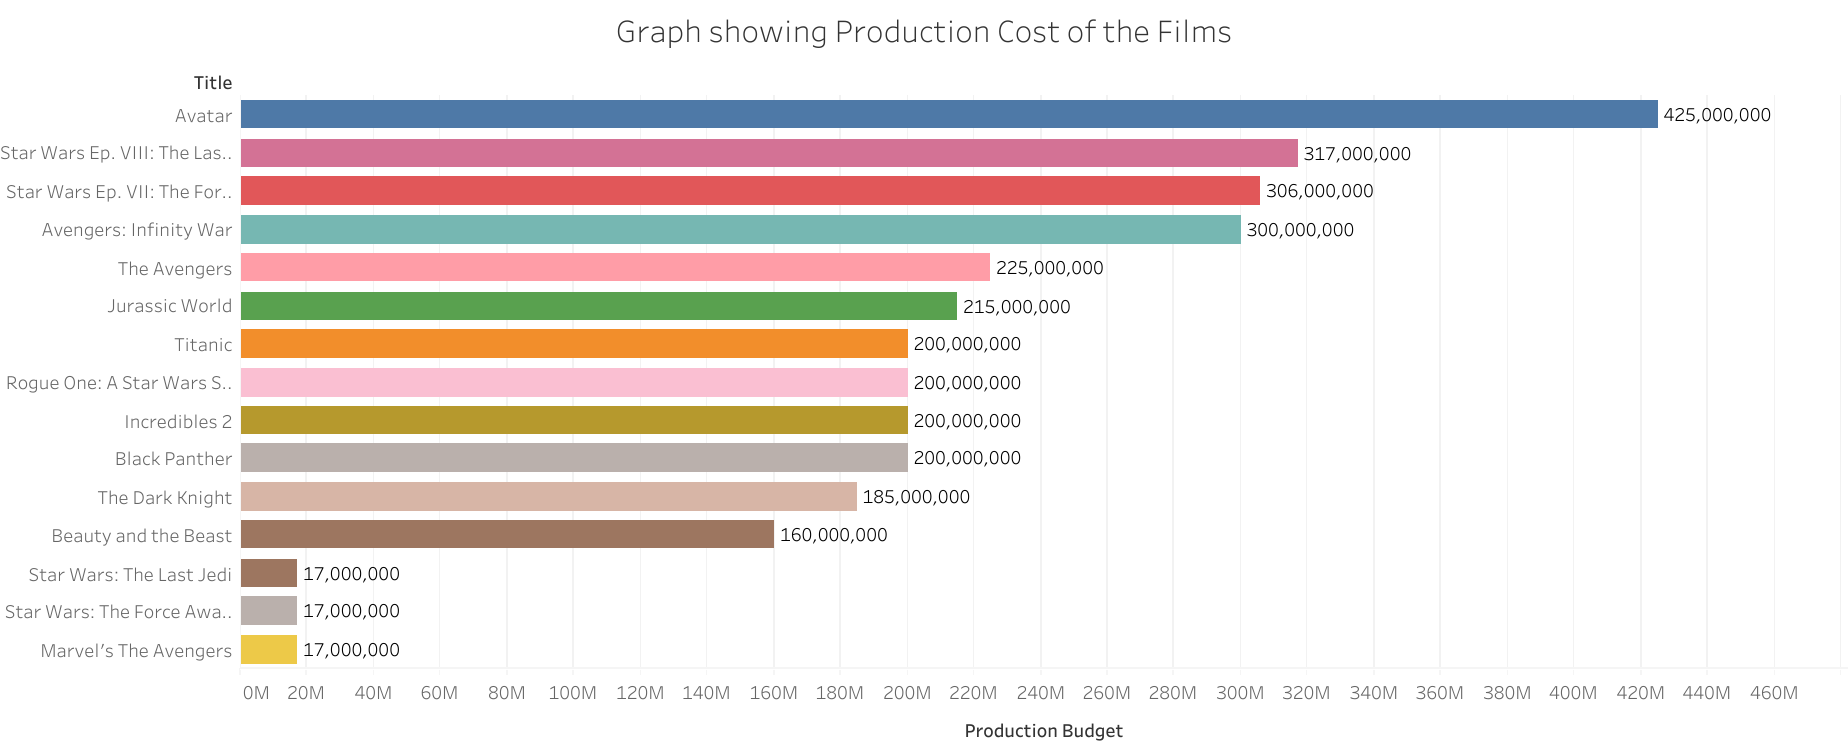 Graph showing Production Cost of the Films
Title
Avatar 425,000,000
Star Wars Ep. VIII: The Las.. 317,000,000
Star Wars Ep. VII: The For.. 306,000,000
Avengers: Infinity War 300,000,000
The Avengers 225,000,000
Jurassic World 215,000,000
Titanic 200,000,000
Rogue One: A Star Wars S.. 200,000,000
Incredibles 2 200,000,000
Black Panther 200,000,000
The Dark Knight 185,000,000
Beauty and the Beast 160,000,000
Star Wars: The Last Jedi 17,000,000
Star Wars: The Force Awa.. 17,000,000
Marvel's The Avengers 17,000,000
0M 20M 40M 60M 80M 100M 120M 140M 160M 180M 200M 220M 240M 260M 280M 300M 320M 340M 360M 380M 400M 420M 440M 460M
Production Budget